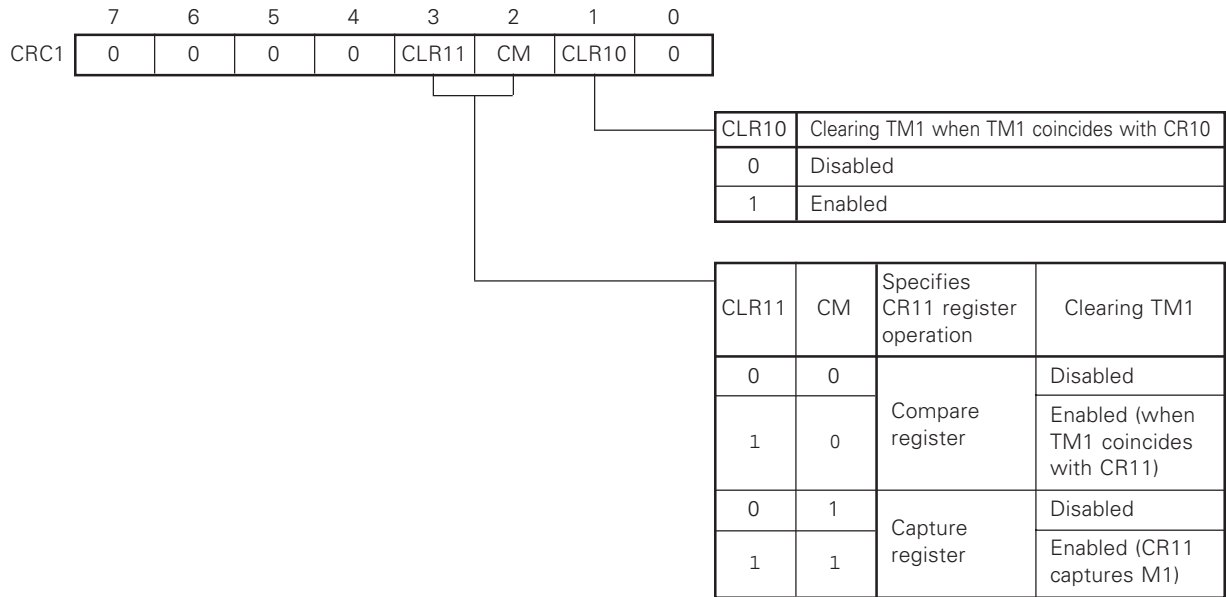 7 6 5 4 3 2 1 0
CRC1 0 0 0 0 CLR11 CM CLR10 0
CLR10 Clearing TM1 when TM1 coincides with CR10
0 Disabled
1 Enabled
CLR11 CM Specifies CR11 register operation Clearing TM1
0 0 Compare register Disabled
1 0 Enabled (when TM1 coincides with CR11)
0 1 Capture register Disabled
1 1 Enabled (CR11 captures M1)